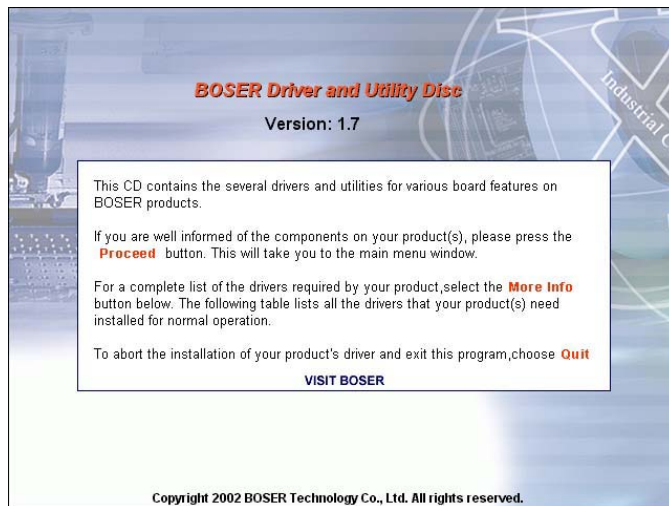 BOSER Driver and Utility Disc
Version: 1.7
Industrial
This CD contains the several drivers and utilities for various board features on
BOSER products.
If you are well informed of the components on your product(s), please press the
Proceed button. This will take you to the main menu window.
For a complete list of the drivers required by your product,select the More Info
button below. The following table lists all the drivers that your product(s) need
installed for normal operation.
To abort the installation of your product's driver and exit this program,choose Quit
VISIT BOSER
Copyright 2002 BOSER Technology Co., Ltd. All rights reserved.